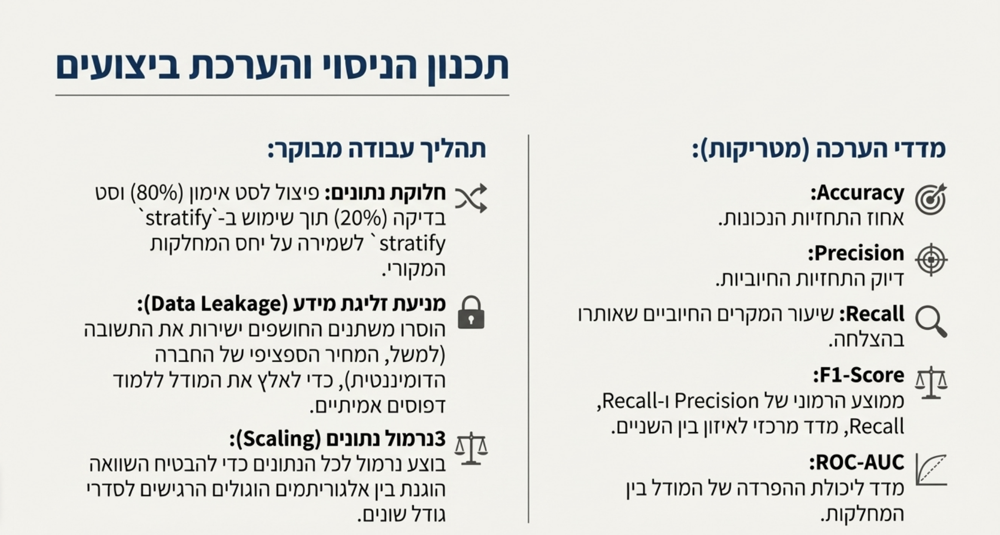 תכנון הניסוי והערכת ביצועים
מדדי הערכה (מטריקות):
Accuracy:
אחוז התחזיות הנכונות.
Precision:
דיוק התחזיות החיוביות.
Recall: שיעור המקרים החיוביים שאותרו
בהצלחה.
F1-Score:
ממוצע הרמוני של Precision ו-Recall,
Recall, מדד מרכזי לאיזון בין השניים.
ROC-AUC:
מדד ליכולת ההפרדה של המודל בין
המחלקות.
תהליך עבודה מבוקר:
חלוקת נתונים: פיצול לסט אימון (80%) וסט
בדיקה (20%) תוך שימוש ב-`stratify`
stratify` לשמירה על יחס המחלקות
המקורי.
מניעת זליגת מידע (Data Leakage):
הוסרו משתנים החושפים ישירות את התשובה
(למשל, המחיר הספציפי של החברה
הדומיננטית), כדי לאלץ את המודל ללמוד
דפוסים אמיתיים.
3נרמול נתונים (Scaling):
בוצע נרמול לכל הנתונים כדי להבטיח השוואה
הוגנת בין אלגוריתמים הוגולים הרגישים לסדרי
גודל שונים.